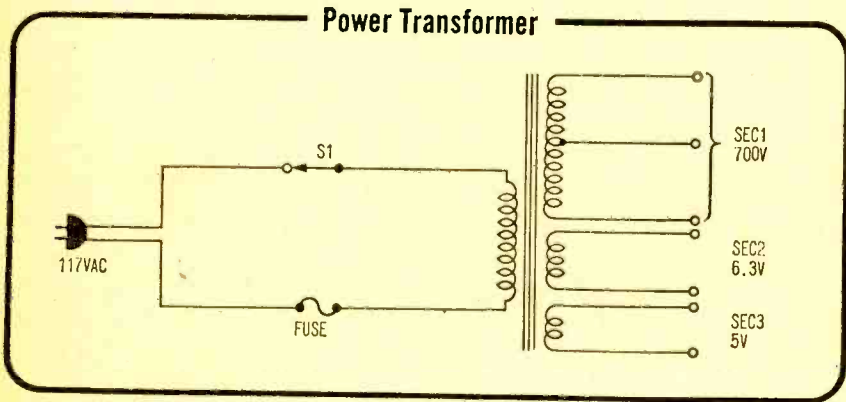 Power Transformer
S1
117VAC
FUSE
SEC1
700V
SEC2
6.3V
SEC3
5V